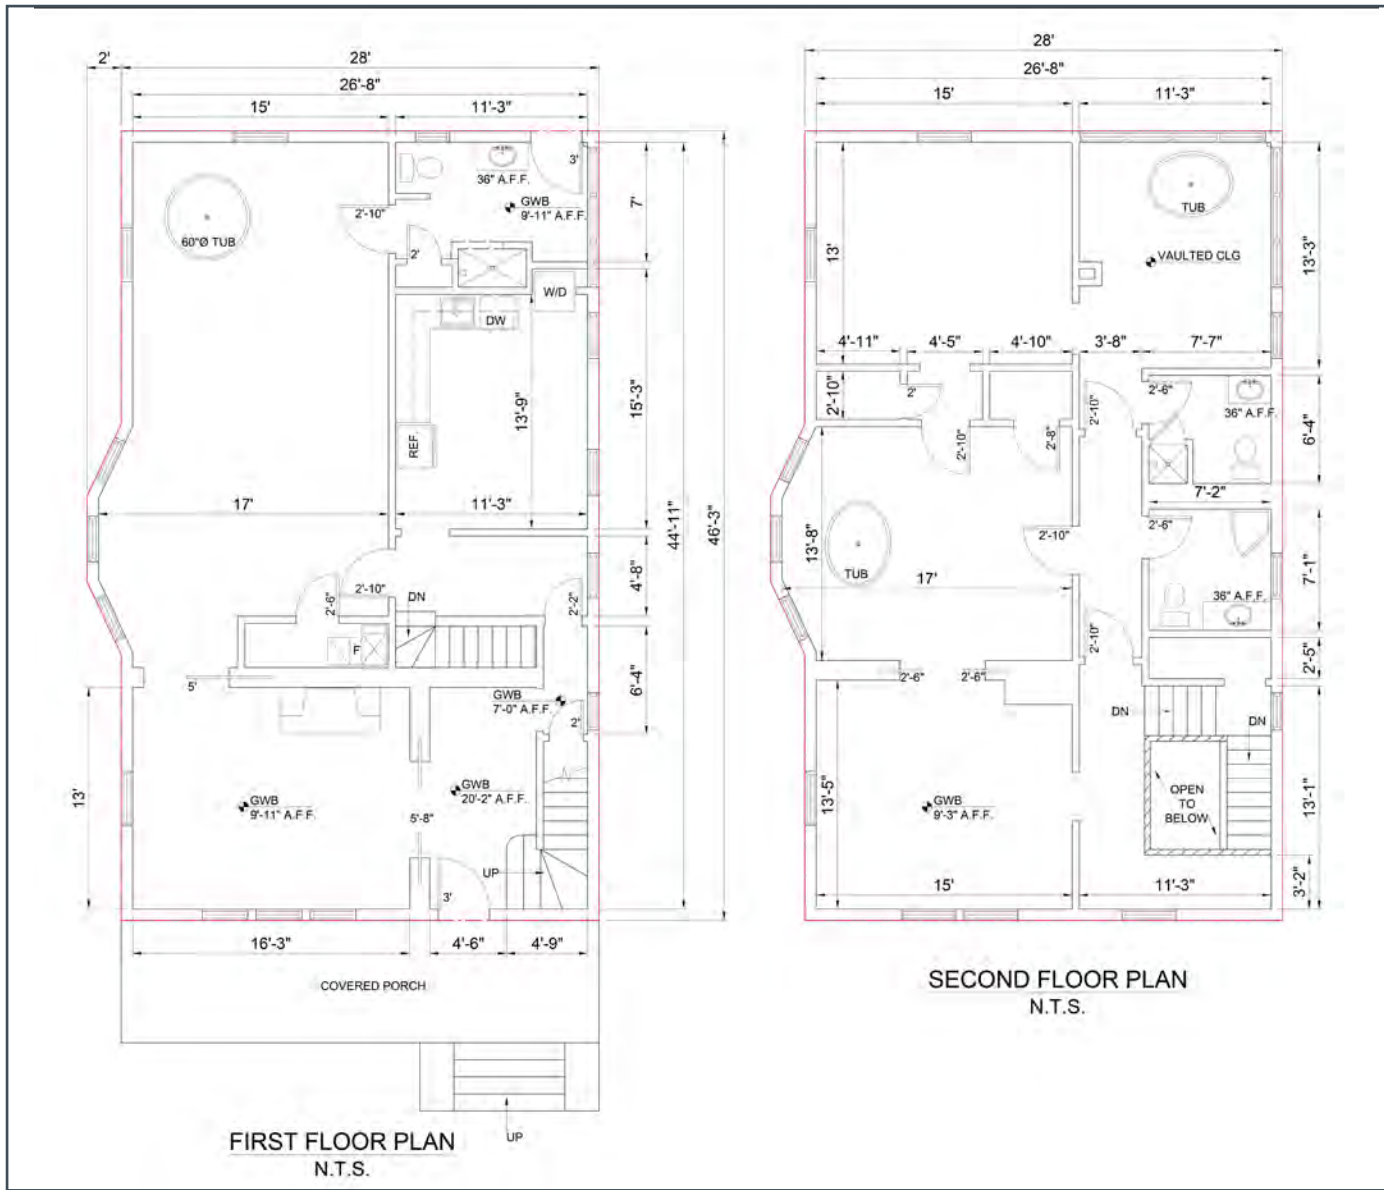 2'
28'
26'-8"
15'
11'-3"
3'
36" A.F.F.
GWB
9'-11" A.F.F.
7'
2'-10"
60"Ø TUB
2'
W/D
DW
13'-9"
15'-3"
REF.
17'
11'-3"
44'-11"
46'-3"
2'-10"
2'-6"
DN
2'-2"
4'-8"
F
5'
GWB
7'-0" A.F.F.
6'-4"
2'
13'
GWB
9'-11" A.F.F.
GWB
20'-2" A.F.F.
5'-8"
UP
3'
16'-3"
4'-6"
4'-9"
COVERED PORCH
UP
FIRST FLOOR PLAN
N.T.S.
28'
26'-8"
15'
11'-3"
TUB
13'
VAULTED CLG
13'-3"
4'-11"
4'-5"
4'-10"
3'-8"
7'-7"
2'-10"
2'
2'-10"
2'-6"
36" A.F.F.
2'-10"
2'-8"
6'-4"
7'-2"
13'-8"
TUB
2'-10"
2'-6"
17'
7'-1"
36" A.F.F.
2'-10"
2'-6"
2'-6"
2'-5"
DN
DN
13'-5"
GWB
9'-3" A.F.F.
OPEN
TO
BELOW
13'-1"
3'-2"
15'
11'-3"
SECOND FLOOR PLAN
N.T.S.